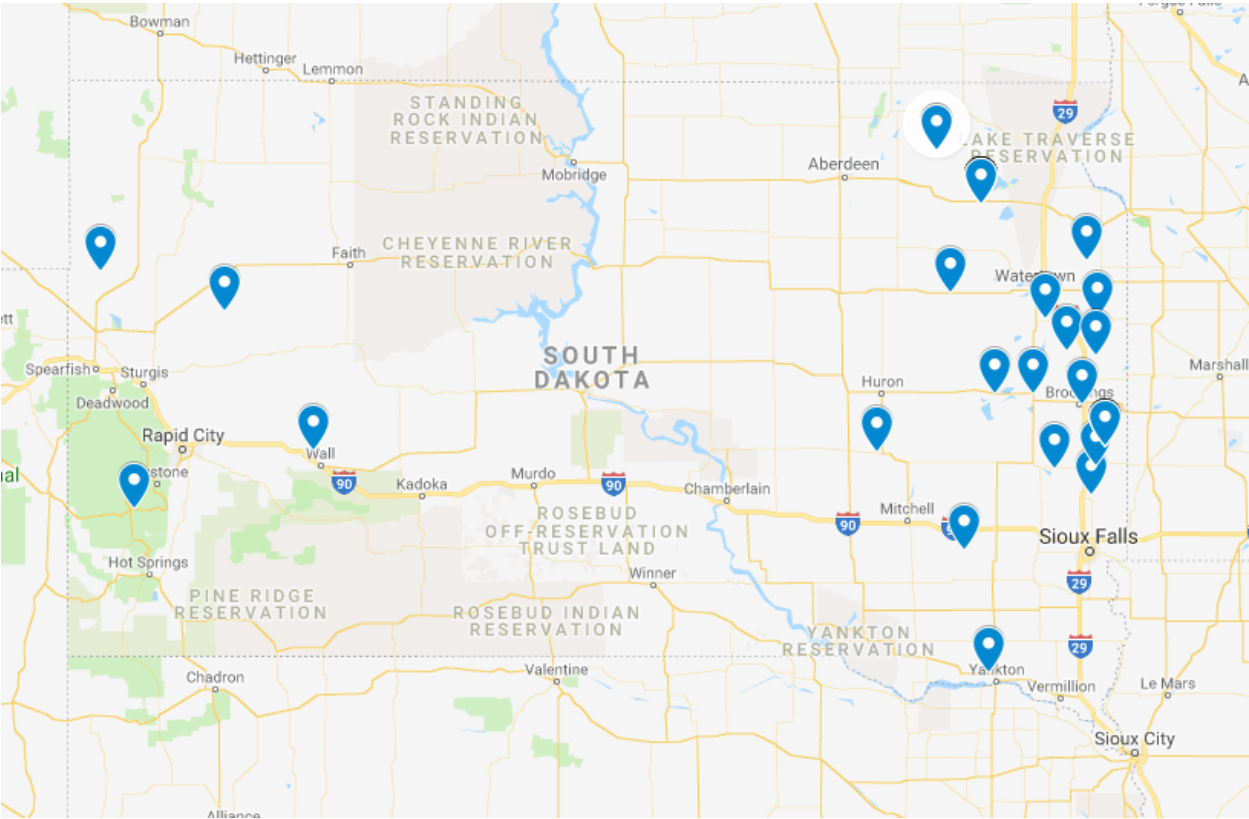 Bowman
Hettinger
Lemmon
STANDING
ROCK INDIAN
RESERVATION
29
LAKE TRAVERSE
RESERVATION
Aberdeen
Mobridge
CHEYENNE RIVER
RESERVATION
Faith
SOUTH
DAKOTA
Spearfish
Sturgis
Deadwood
Huron
Marshall
Rapid City
Wall
90
Kadoka
Murdo
90
Chamberlain
ROSEBUD
OFF-RESERVATION
TRUST LAND
90
Mitchell
Sioux Falls
Hot Springs
29
Winner
PINE RIDGE
RESERVATION
ROSEBUD INDIAN
RESERVATION
YANKTON
RESERVATION
29
Chadron
Valentine
Vermillion
Le Mars
Sioux City
Alliance